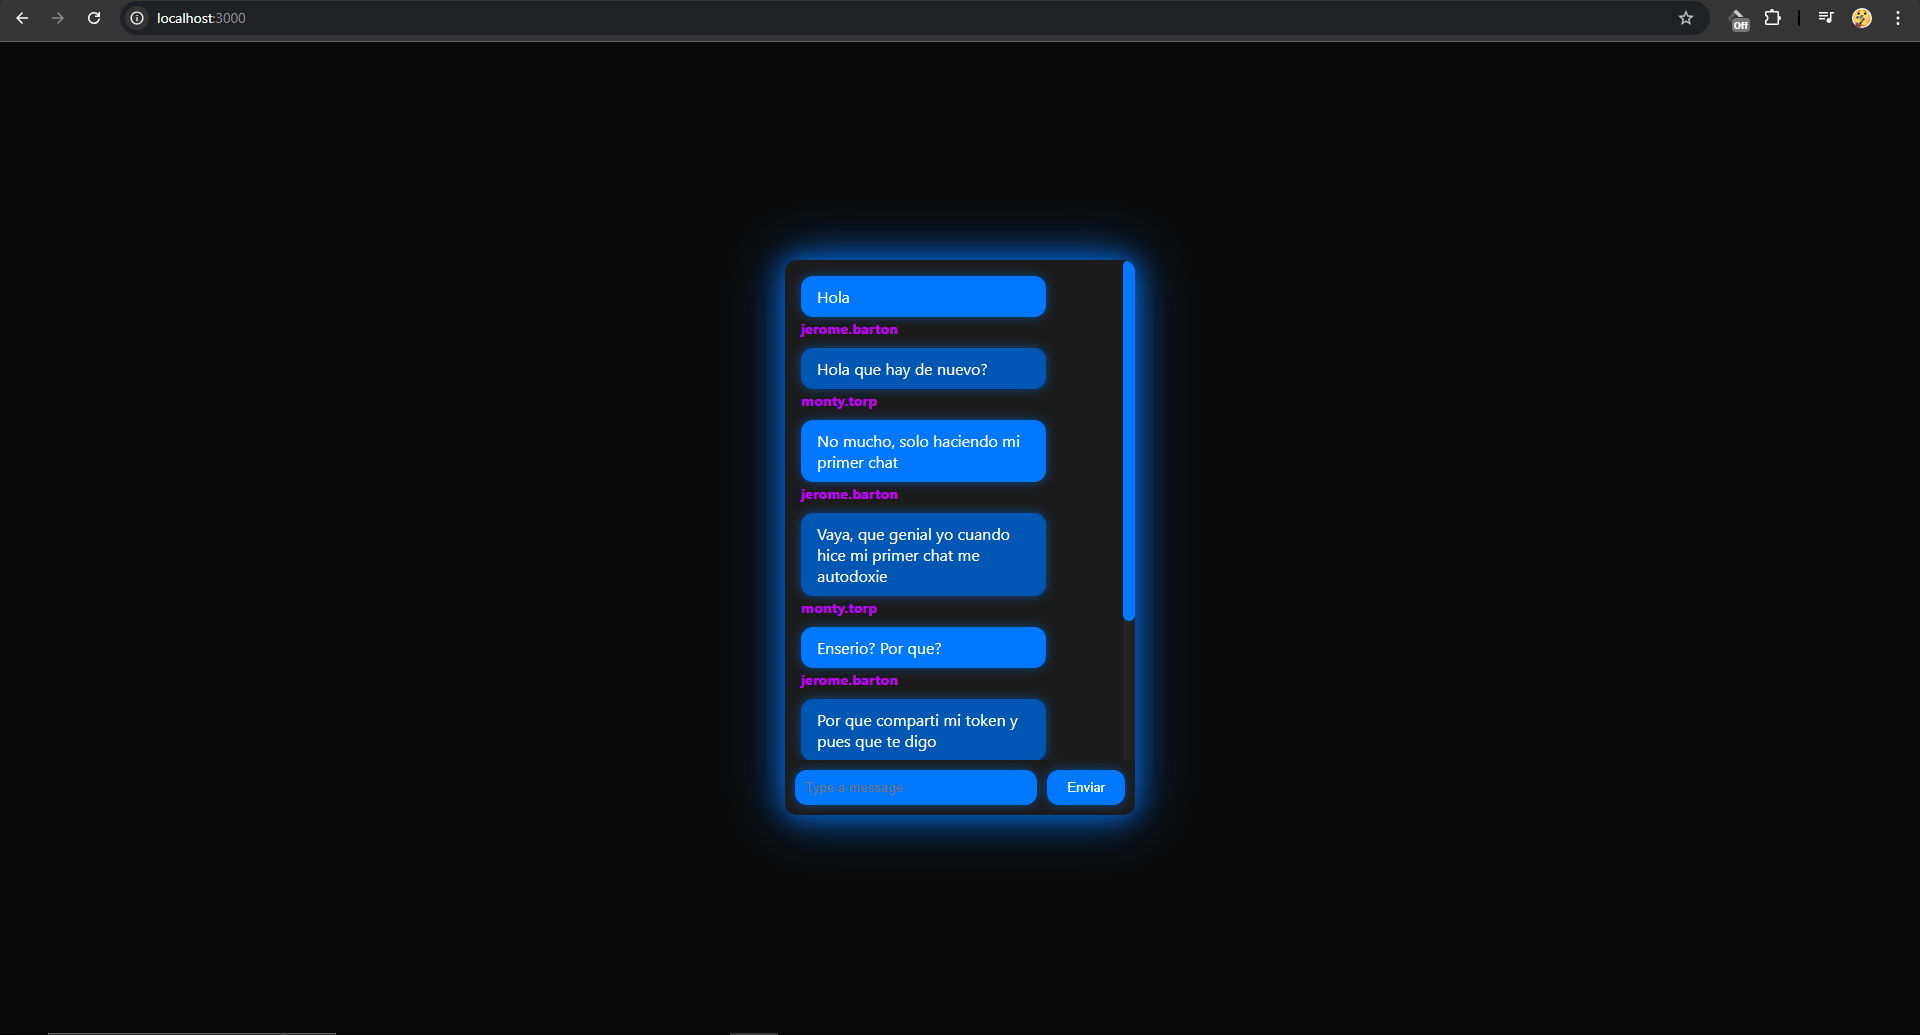 localhost:3000
Off
Hola
jerome.barton
Hola que hay de nuevo?
monty.torp
No mucho, solo haciendo mi
primer chat
jerome.barton
Vaya, que genial yo cuando
hice mi primer chat me
autodoxie
monty.torp
Enserio? Por que?
jerome.barton
Por que comparti mi token y
pues que te digo
Type a message
Enviar